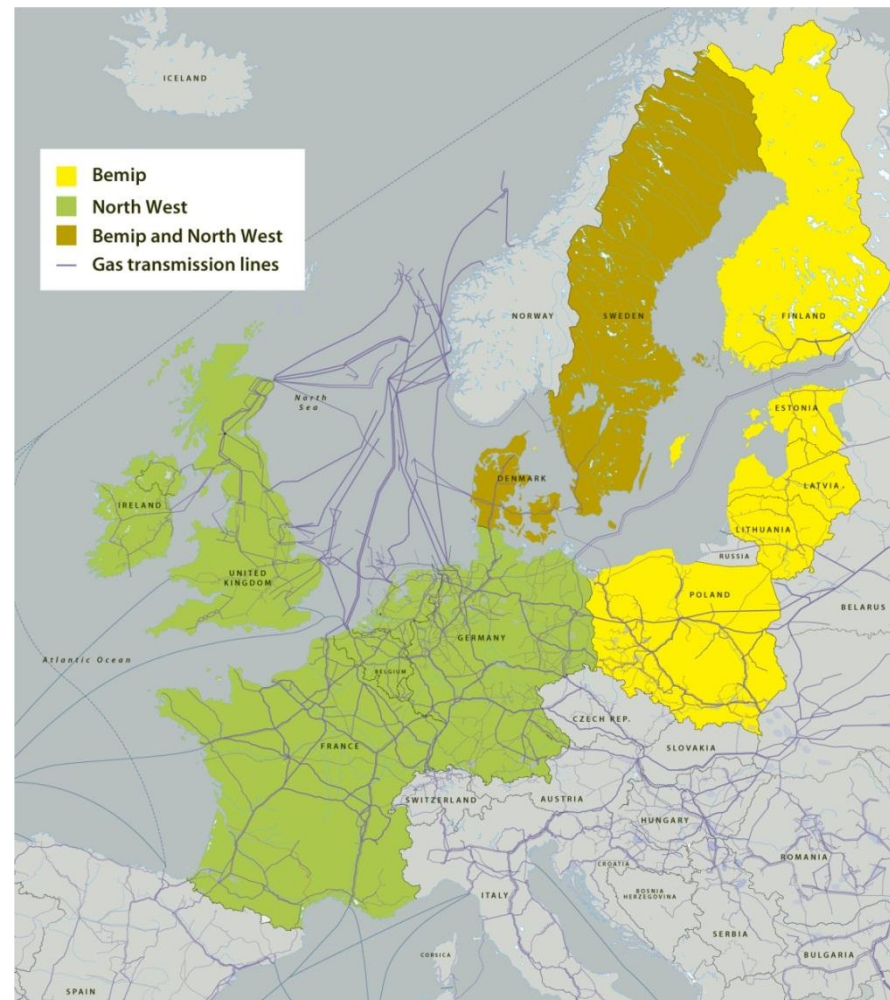 ICELAND
Bemip
North West
Bemip and North West
Gas transmission lines
NORWAY
SWEDEN
FINLAND
North
Sea
ESTONIA
DENMARK
LATVIA
IRELAND
LITHUANIA
RUSSIA
UNITED
KINGDOM
POLAND
BELARUS
GERMANY
Atlantic Ocean
BELGIUM
CZECH REP.
FRANCE
SLOVAKIA
SWITZERLAND
AUSTRIA
HUNGARY
CROATIA
ROMANIA
ITALY
BOSNIA
HERZEGOVINA
SERBIA
CORSICA
BULGARIA
SPAIN